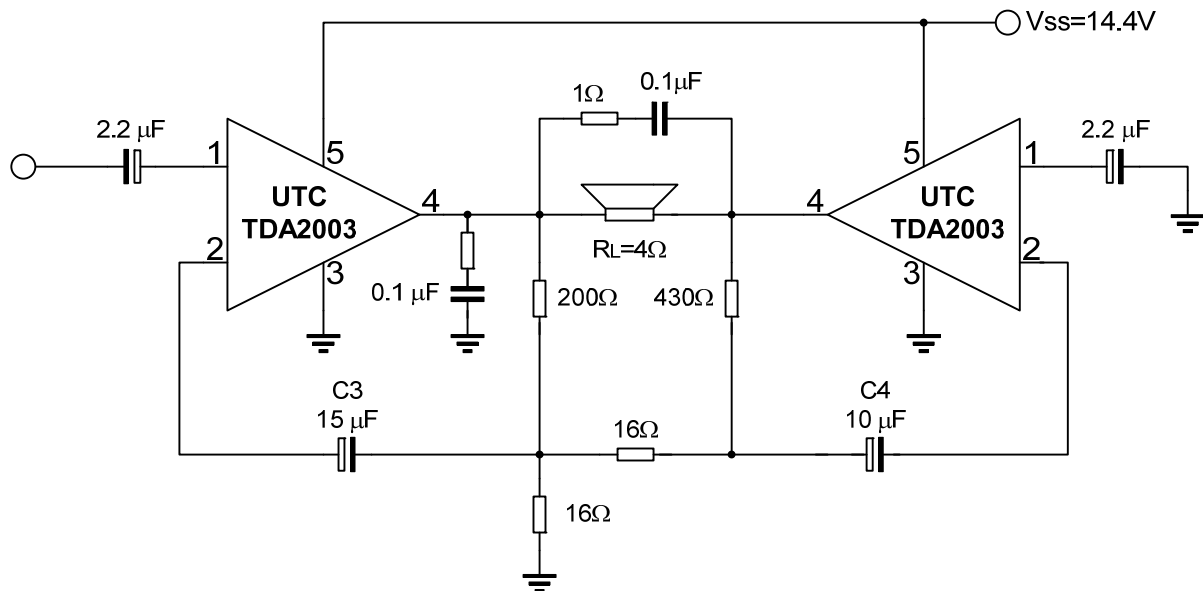 Vss=14.4V
0.1µF
1Ω
2.2 µF
2.2 µF
1
5
5
1
UTC
TDA2003
4
4
UTC
TDA2003
2
3
RL=4Ω
3
2
0.1 µF
200Ω
430Ω
C3
15 µF
16Ω
C4
10 µF
16Ω